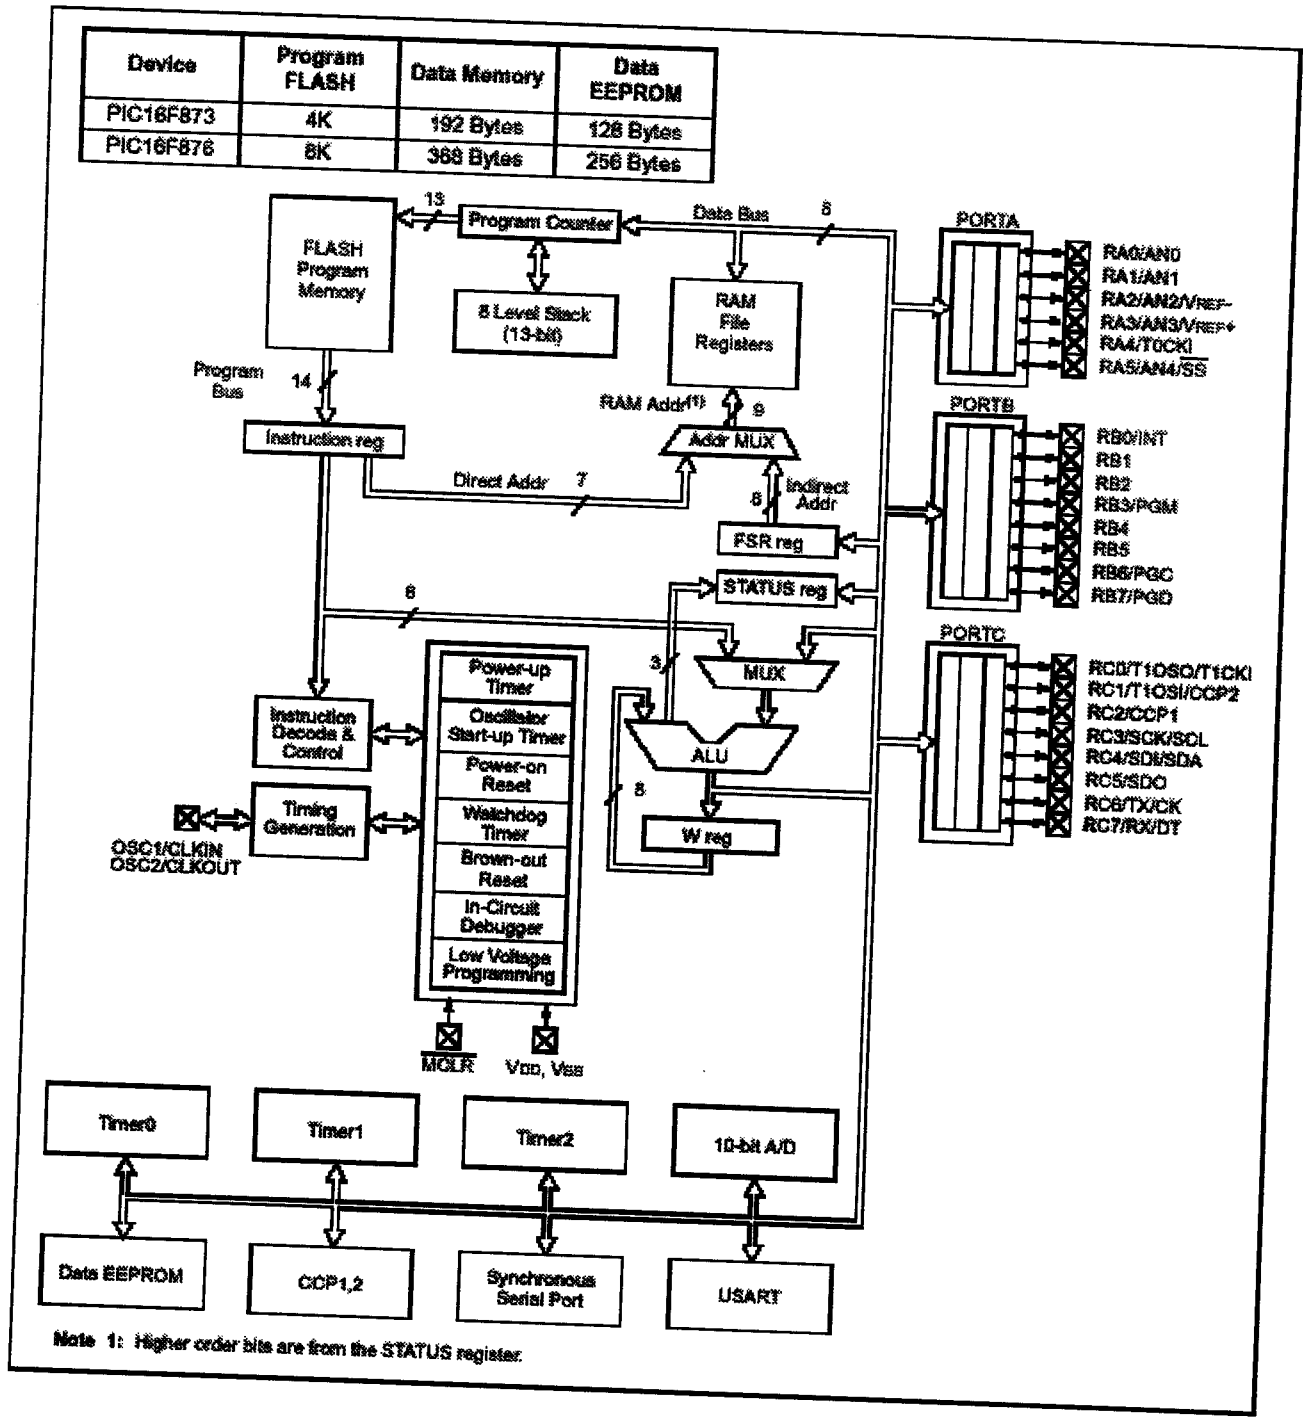 Device
Program
FLASH
Data Memory
Data
EEPROM
PIC16F873
4K
192 Bytes
128 Bytes
PIC16F876
8K
368 Bytes
256 Bytes
FLASH
Program
Memory
13
Program Counter
Data Bus
8
8 Level Stack
(13-bit)
RAM
File
Registers
Program
Bus
14
RAM Addr(1)
9
Instruction reg
Addr MUX
Direct Addr
7
8
Indirect
Addr
FSR reg
STATUS reg
8
3
MUX
Power-up
Timer
Oscillator
Start-up Timer
Power-on
Reset
Watchdog
Timer
Brown-out
Reset
In-Circuit
Debugger
Low Voltage
Programming
Instruction
Decode &
Control
Timing
Generation
OSC1/CLKIN
OSC2/CLKOUT
ALU
8
W reg
MCLR
VDD, VSS
PORTA
RA0/AN0
RA1/AN1
RA2/AN2/VREF-
RA3/AN3/VREF+
RA4/T0CKI
RA5/AN4/SS
PORTB
RB0/INT
RB1
RB2
RB3/PGM
RB4
RB5
RB6/PGC
RB7/PGD
PORTC
RC0/T1OSO/T1CKI
RC1/T1OSI/CCP2
RC2/CCP1
RC3/SCK/SCL
RC4/SDI/SDA
RC5/SDO
RC6/TX/CK
RC7/RX/DT
Timer0
Timer1
Timer2
10-bit A/D
Data EEPROM
CCP1,2
Synchronous
Serial Port
USART
Note 1: Higher order bits are from the STATUS register.